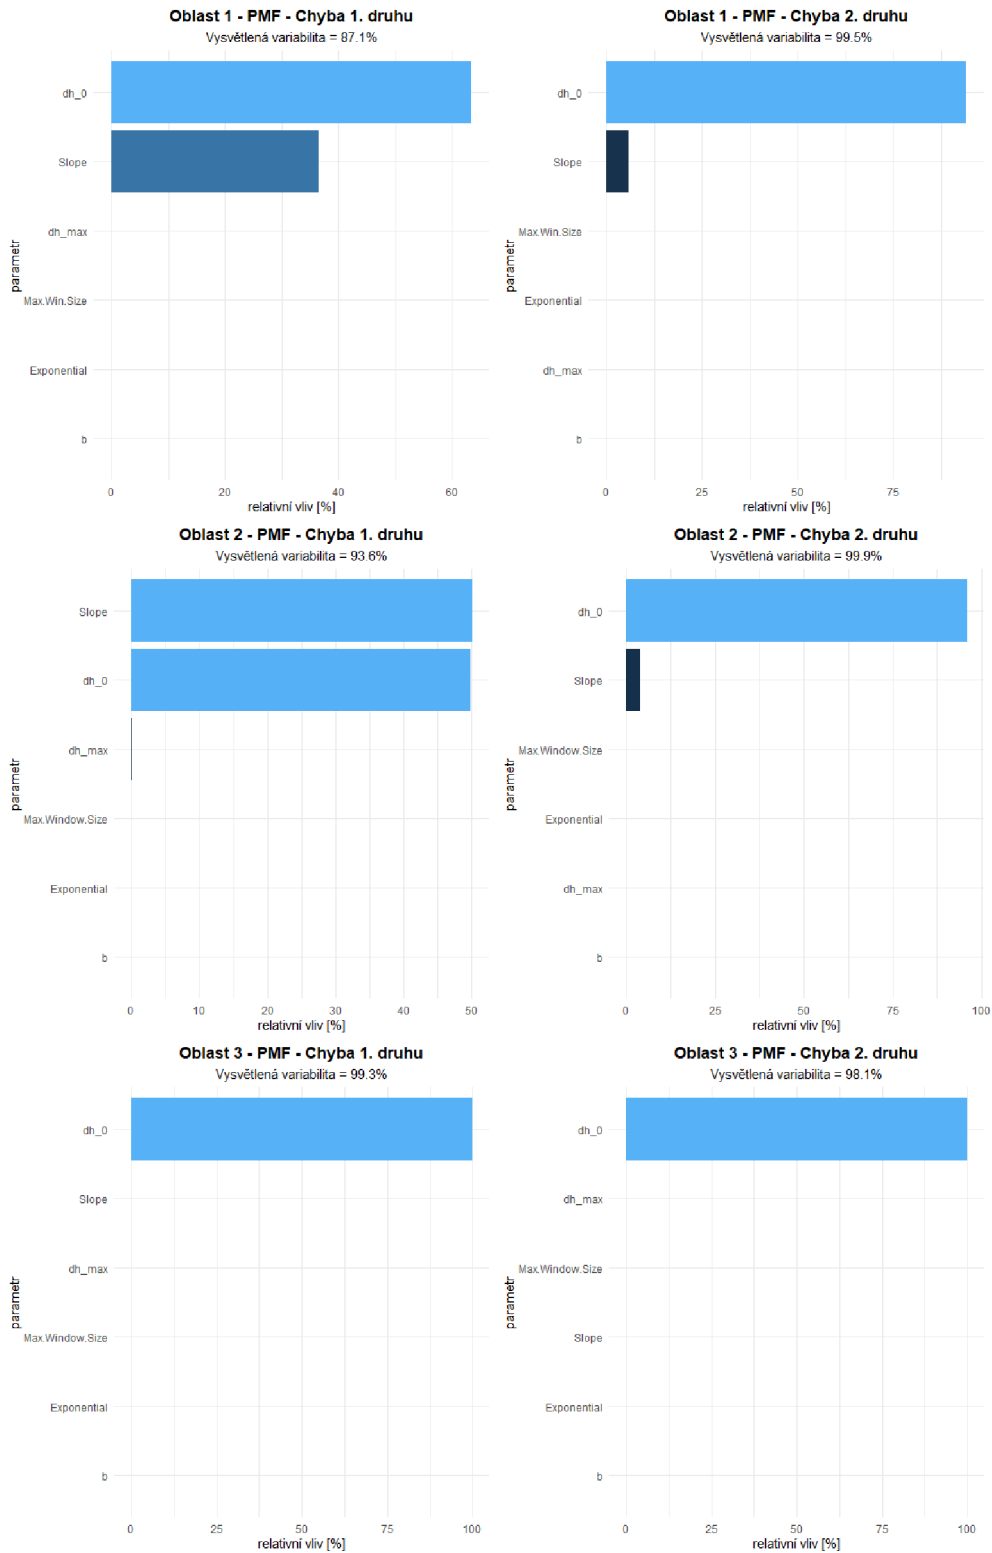 Oblast 1 - PMF - Chyba 1. druhu
Vysvětlená variabilita = 87.1%
parametr
dh_0
Slope
dh_max
Max.Win.Size
Exponential
b
0 20 40 60
relativní vliv [%]
Oblast 1 - PMF - Chyba 2. druhu
Vysvětlená variabilita = 99.5%
parametr
dh_0
Slope
Max.Win.Size
Exponential
dh_max
b
0 25 50 75
relativní vliv [%]
Oblast 2 - PMF - Chyba 1. druhu
Vysvětlená variabilita = 93.6%
parametr
Slope
dh_0
dh_max
Max.Window.Size
Exponential
b
0 10 20 30 40 50
relativní vliv [%]
Oblast 2 - PMF - Chyba 2. druhu
Vysvětlená variabilita = 99.9%
parametr
dh_0
Slope
Max.Window.Size
Exponential
dh_max
b
0 25 50 75 100
relativní vliv [%]
Oblast 3 - PMF - Chyba 1. druhu
Vysvětlená variabilita = 99.3%
parametr
dh_0
Slope
dh_max
Max.Window.Size
Exponential
b
0 25 50 75 100
relativní vliv [%]
Oblast 3 - PMF - Chyba 2. druhu
Vysvětlená variabilita = 98.1%
parametr
dh_0
dh_max
Max.Window.Size
Slope
Exponential
b
0 25 50 75 100
relativní vliv [%]